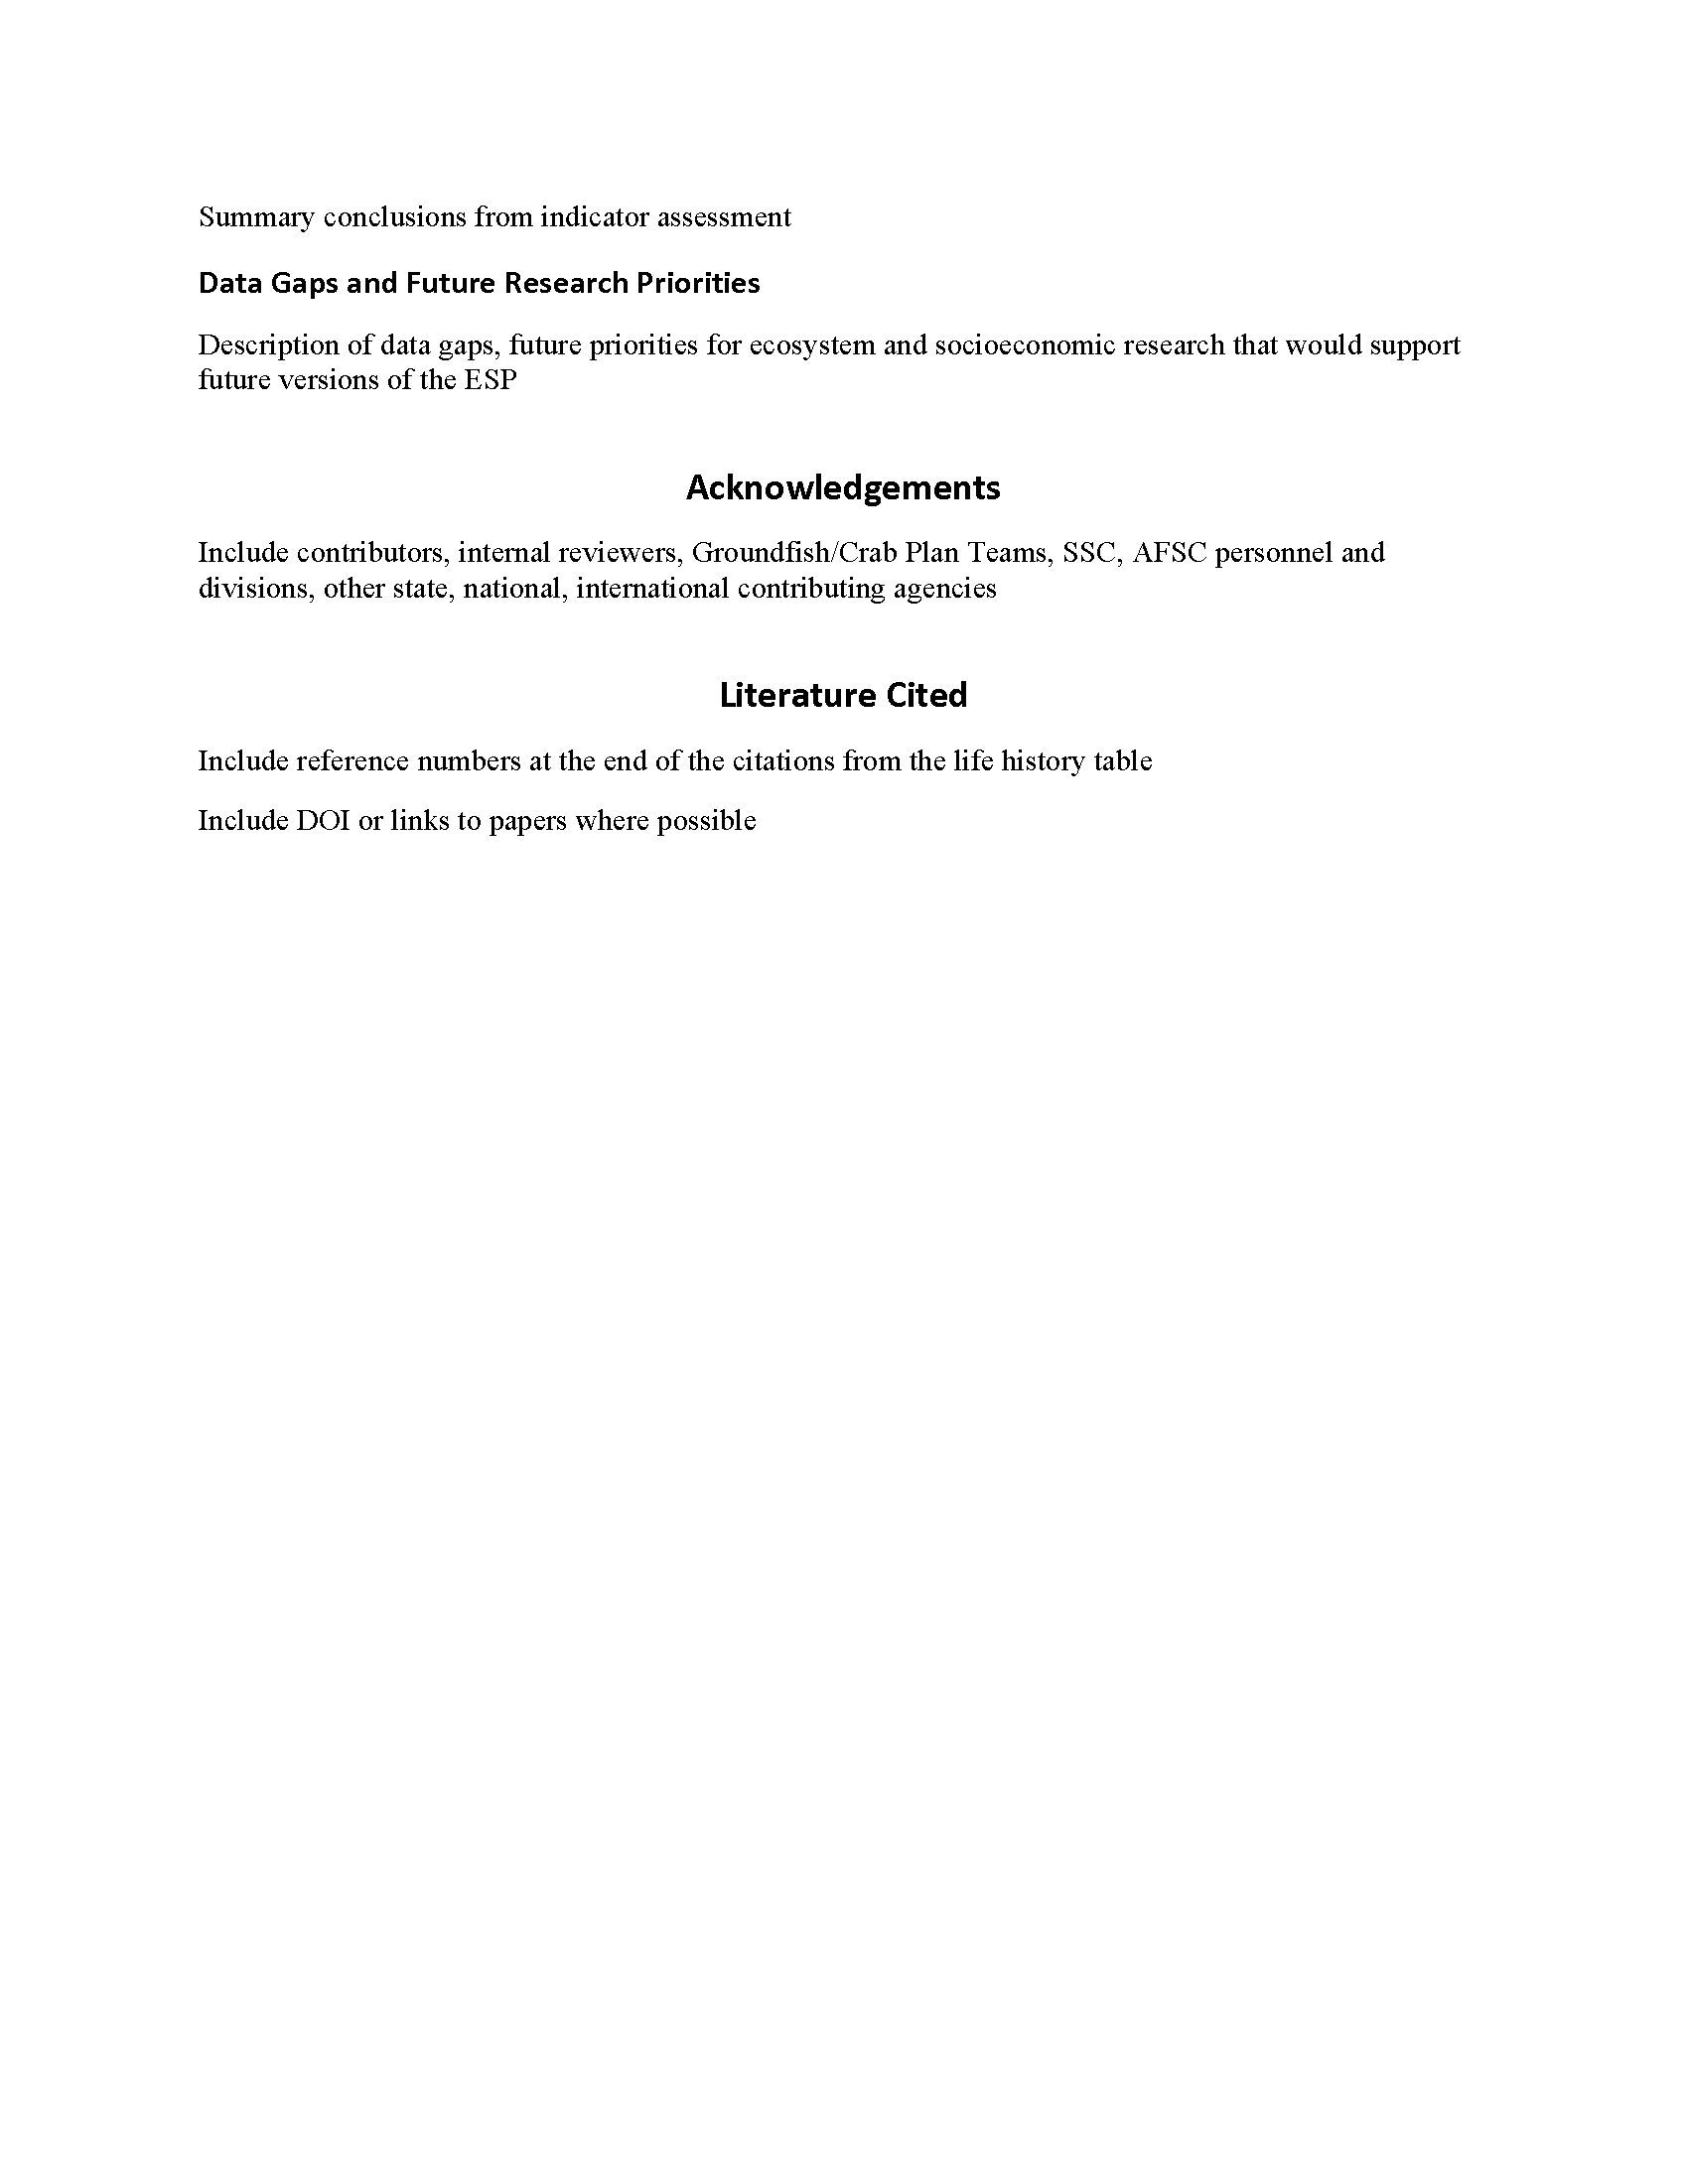 Summary conclusions from indicator assessment
Data Gaps and Future Research Priorities
Description of data gaps, future priorities for ecosystem and socioeconomic research that would support
future versions of the ESP
Acknowledgements
Include contributors, internal reviewers, Groundfish/Crab Plan Teams, SSC, AFSC personnel and
divisions, other state, national, international contributing agencies
Literature Cited
Include reference numbers at the end of the citations from the life history table
Include DOI or links to papers where possible